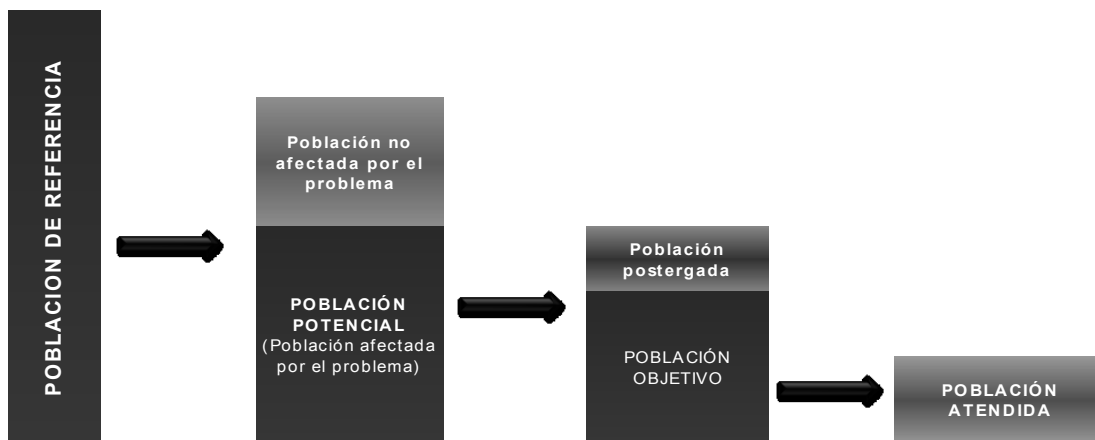 POBLACION DE REFERENCIA
Población no
afectada por el
problema
POBLACIÓN
POTENCIAL
(Población afectada
por el problema)
Población
postergada
POBLACIÓN
OBJETIVO
POBLACIÓN
ATENDIDA